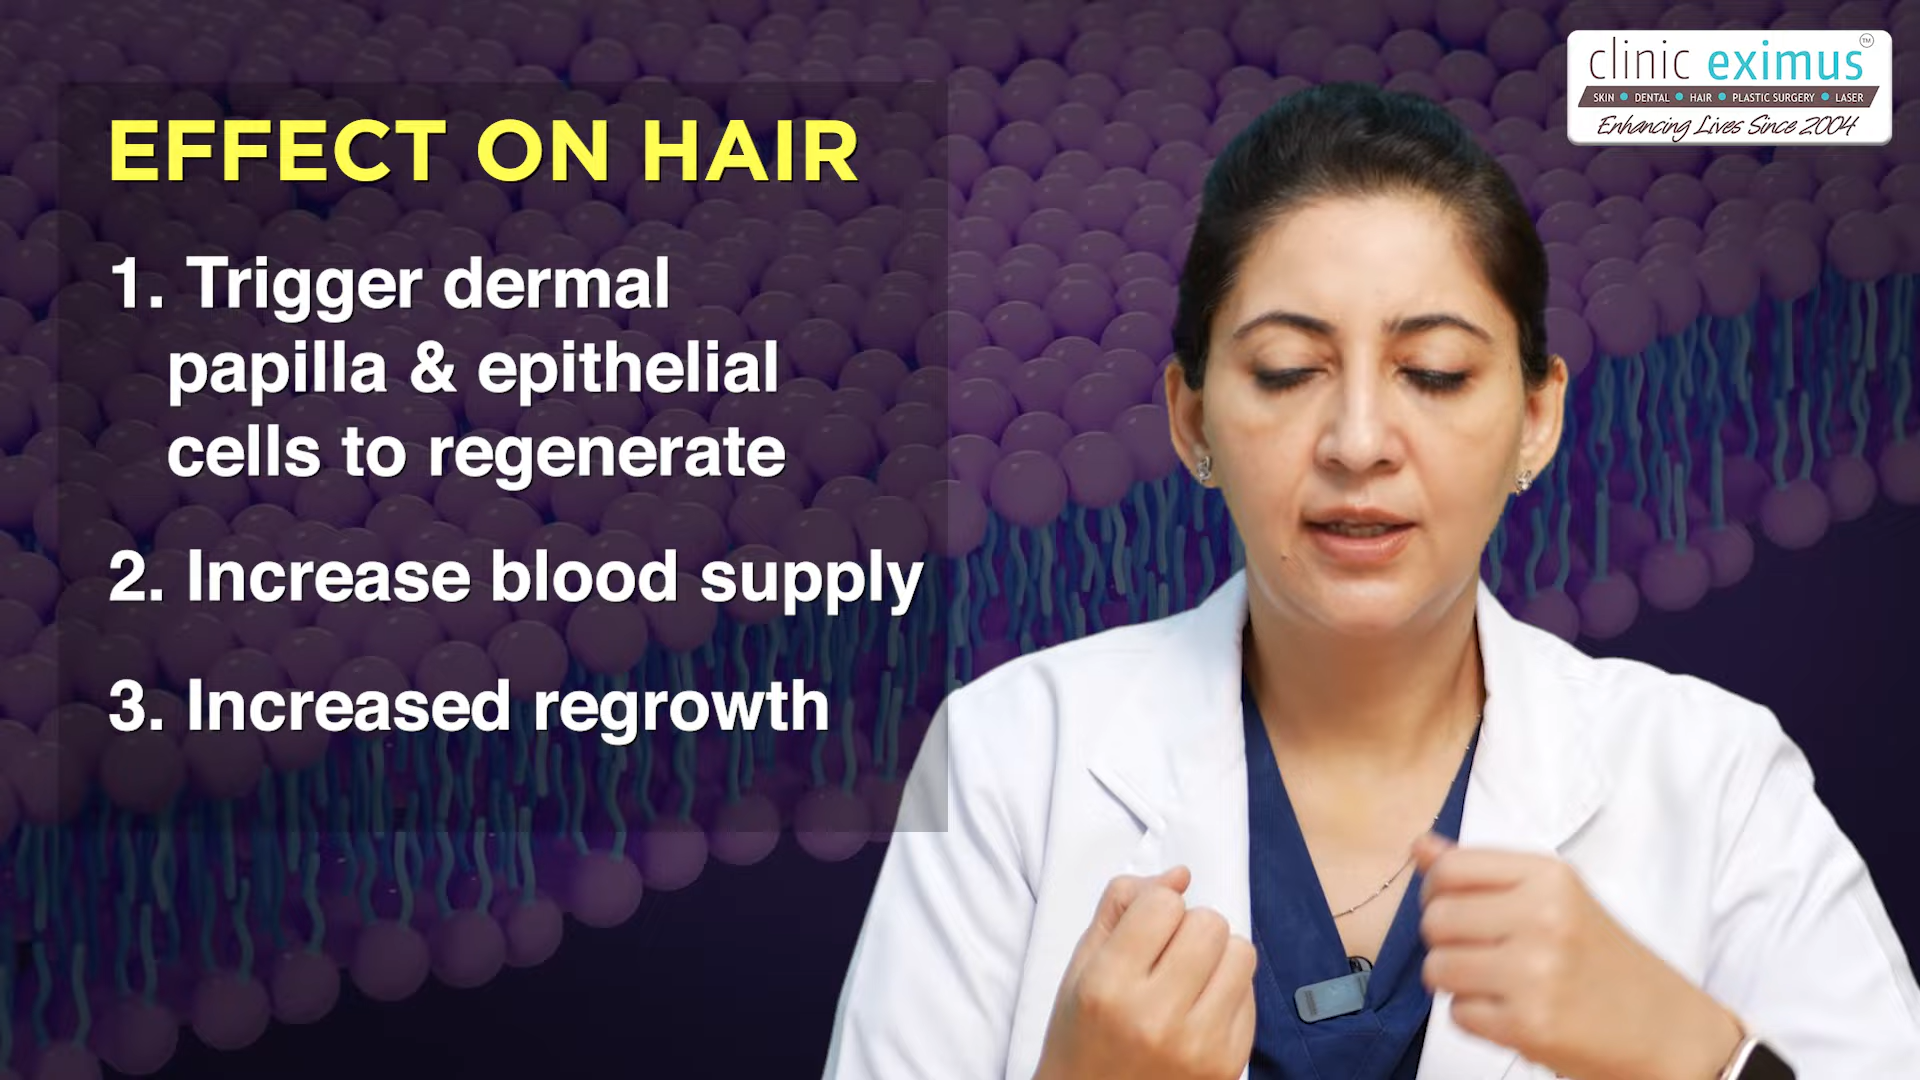 EFFECT ON HAIR
1. Trigger dermal
papilla & epithelial
cells to regenerate
2. Increase blood supply
3. Increased regrowth
clinic eximus™
SKIN • DENTAL • HAIR • PLASTIC SURGERY • LASER
Enhancing Lives Since 2004